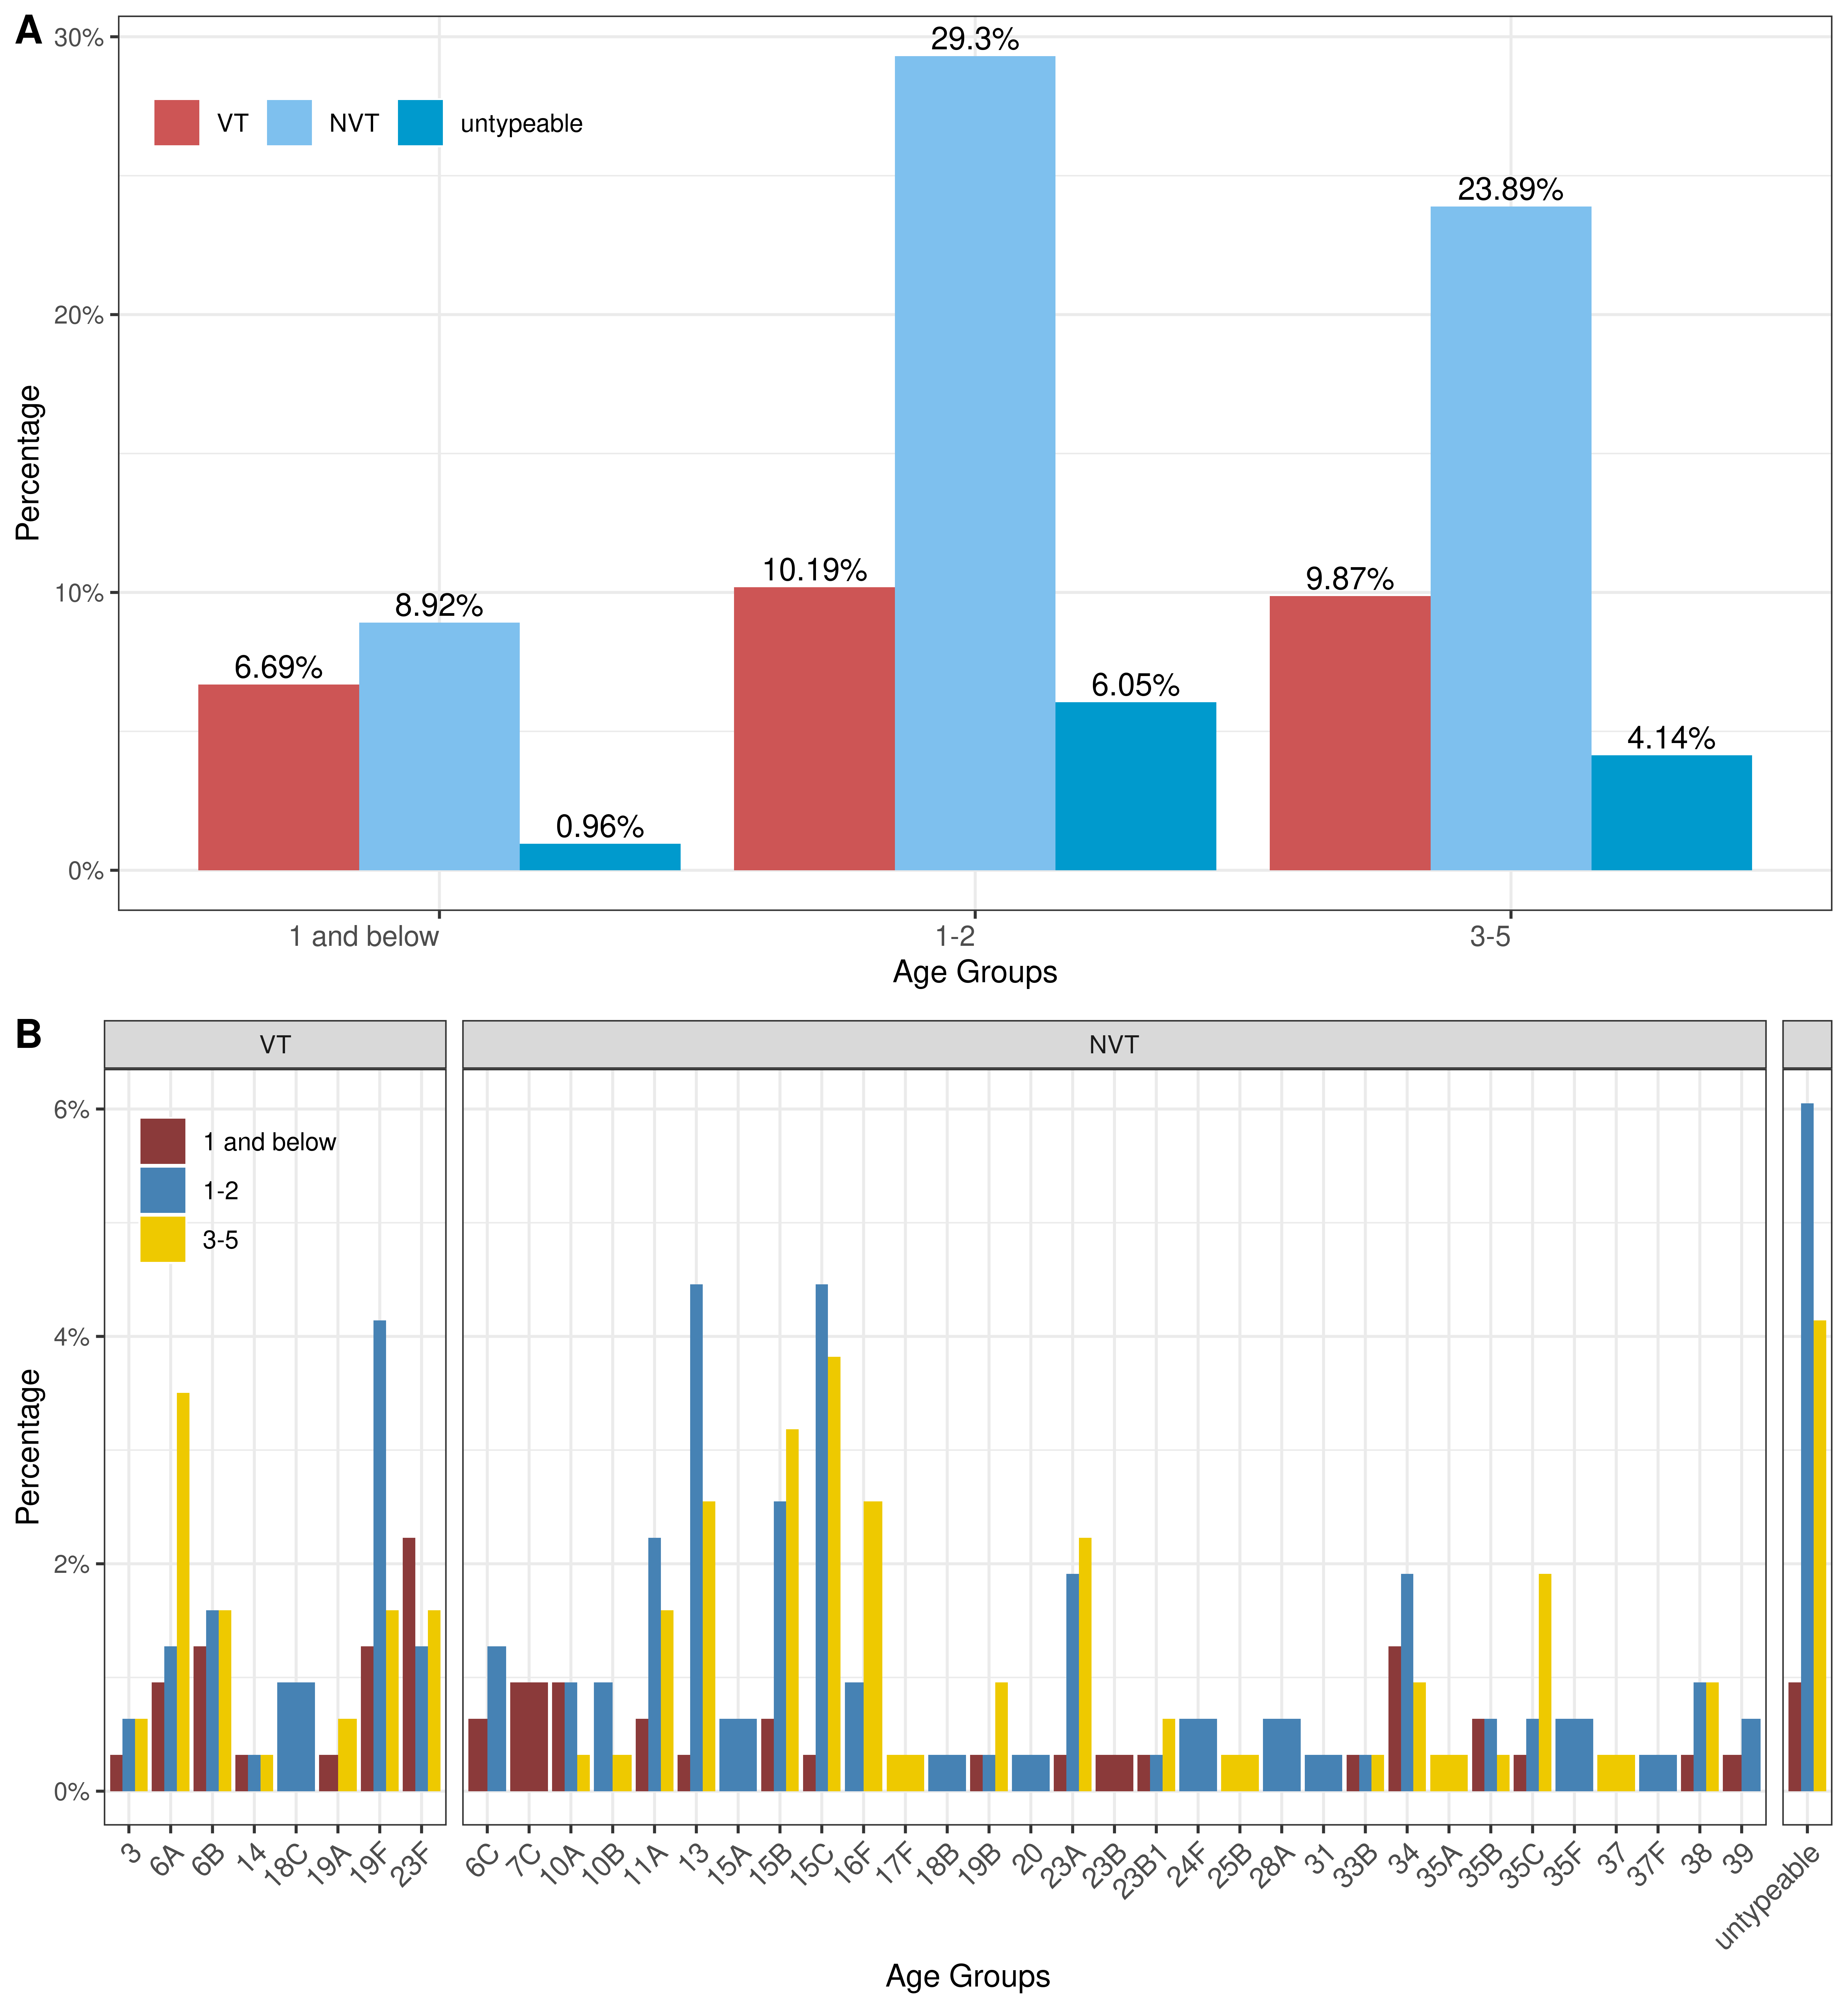 A
30%
20%
10%
0%
Percentage
VT NVT untypeable
6.69%
8.92%
0.96%
10.19%
29.3%
6.05%
9.87%
23.89%
4.14%
1 and below 1-2 3-5
Age Groups
B
VT NVT
6%
4%
2%
0%
Percentage
1 and below
1-2
3-5
3 6A 6B 14 18C 19A 19F 23F 6C 7C 10A 10B 11A 13 15A 15B 15C 16F 17F 18B 19B 20 23A 23B 23B1 24F 25B 28A 31 33B 34 35A 35B 35C 35F 37 37F 38 39 untypeable
Age Groups